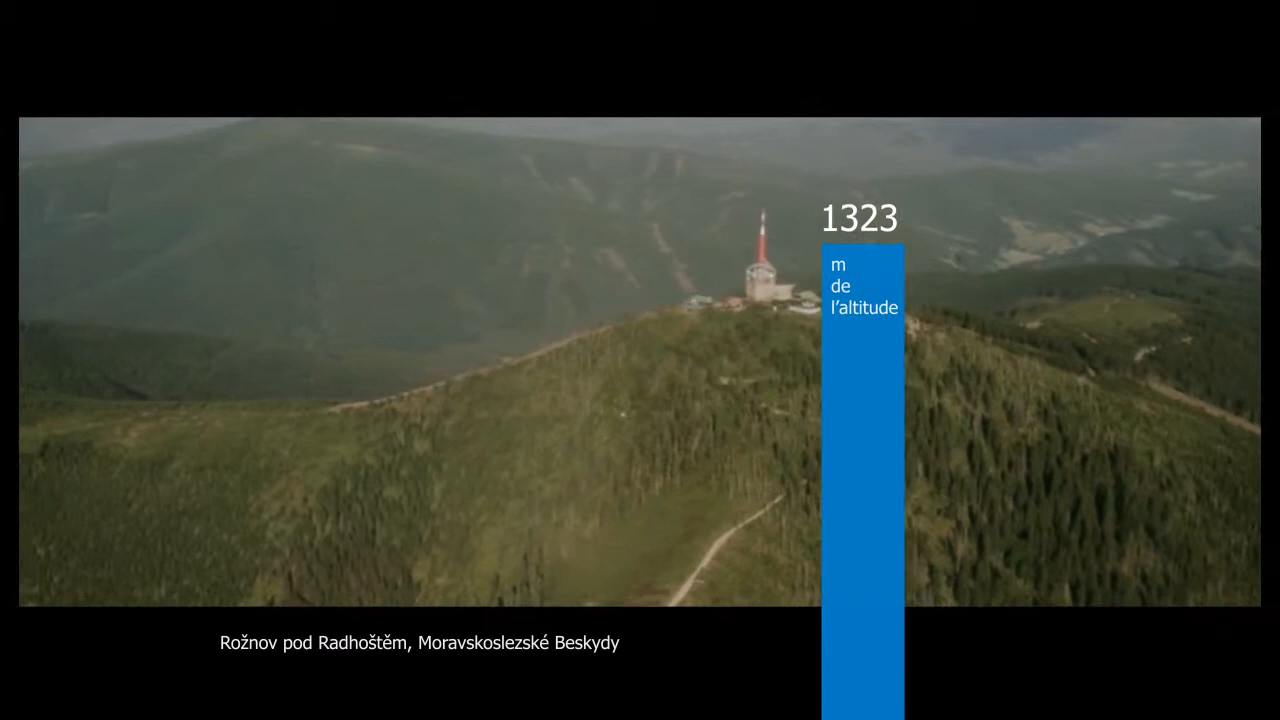 1323
m
de
l’altitude
Rožnov pod Radhoštěm, Moravskoslezské Beskydy